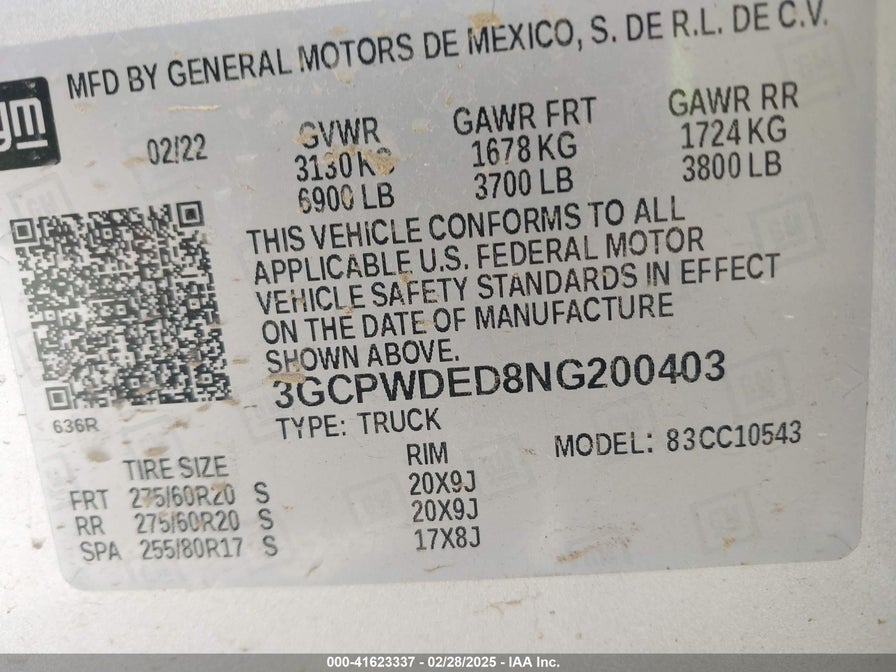 MFD BY GENERAL MOTORS DE MEXICO, S. DE R.L. DE C.V.
gm
02/22
GVWR
3130 KG
6900 LB
GAWR FRT
1678 KG
3700 LB
GAWR RR
1724 KG
3800 LB
THIS VEHICLE CONFORMS TO ALL
APPLICABLE U.S. FEDERAL MOTOR
VEHICLE SAFETY STANDARDS IN EFFECT
ON THE DATE OF MANUFACTURE
SHOWN ABOVE.
3GCPWDED8NG200403
636R
TYPE: TRUCK
MODEL: 83CC10543
TIRE SIZE RIM
FRT 275/60R20 S 20X9J
RR 275/60R20 S 20X9J
SPA 255/80R17 S 17X8J
000-41623337 - 02/28/2025 - IAA Inc.